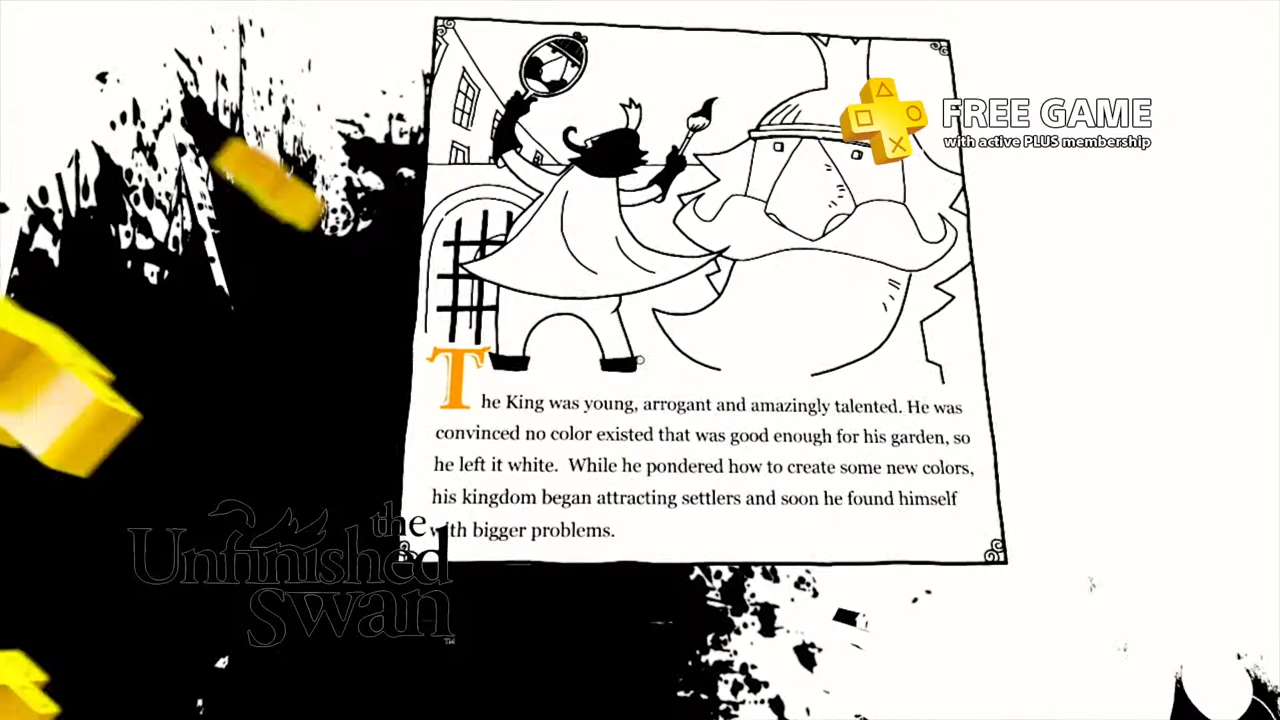 FREE GAME
with active PLUS membership
The King was young, arrogant and amazingly talented. He was
convinced no color existed that was good enough for his garden, so
he left it white.  While he pondered how to create some new colors,
his kingdom began attracting settlers and soon he found himself
with bigger problems.
the
Unfinished
swan
TM